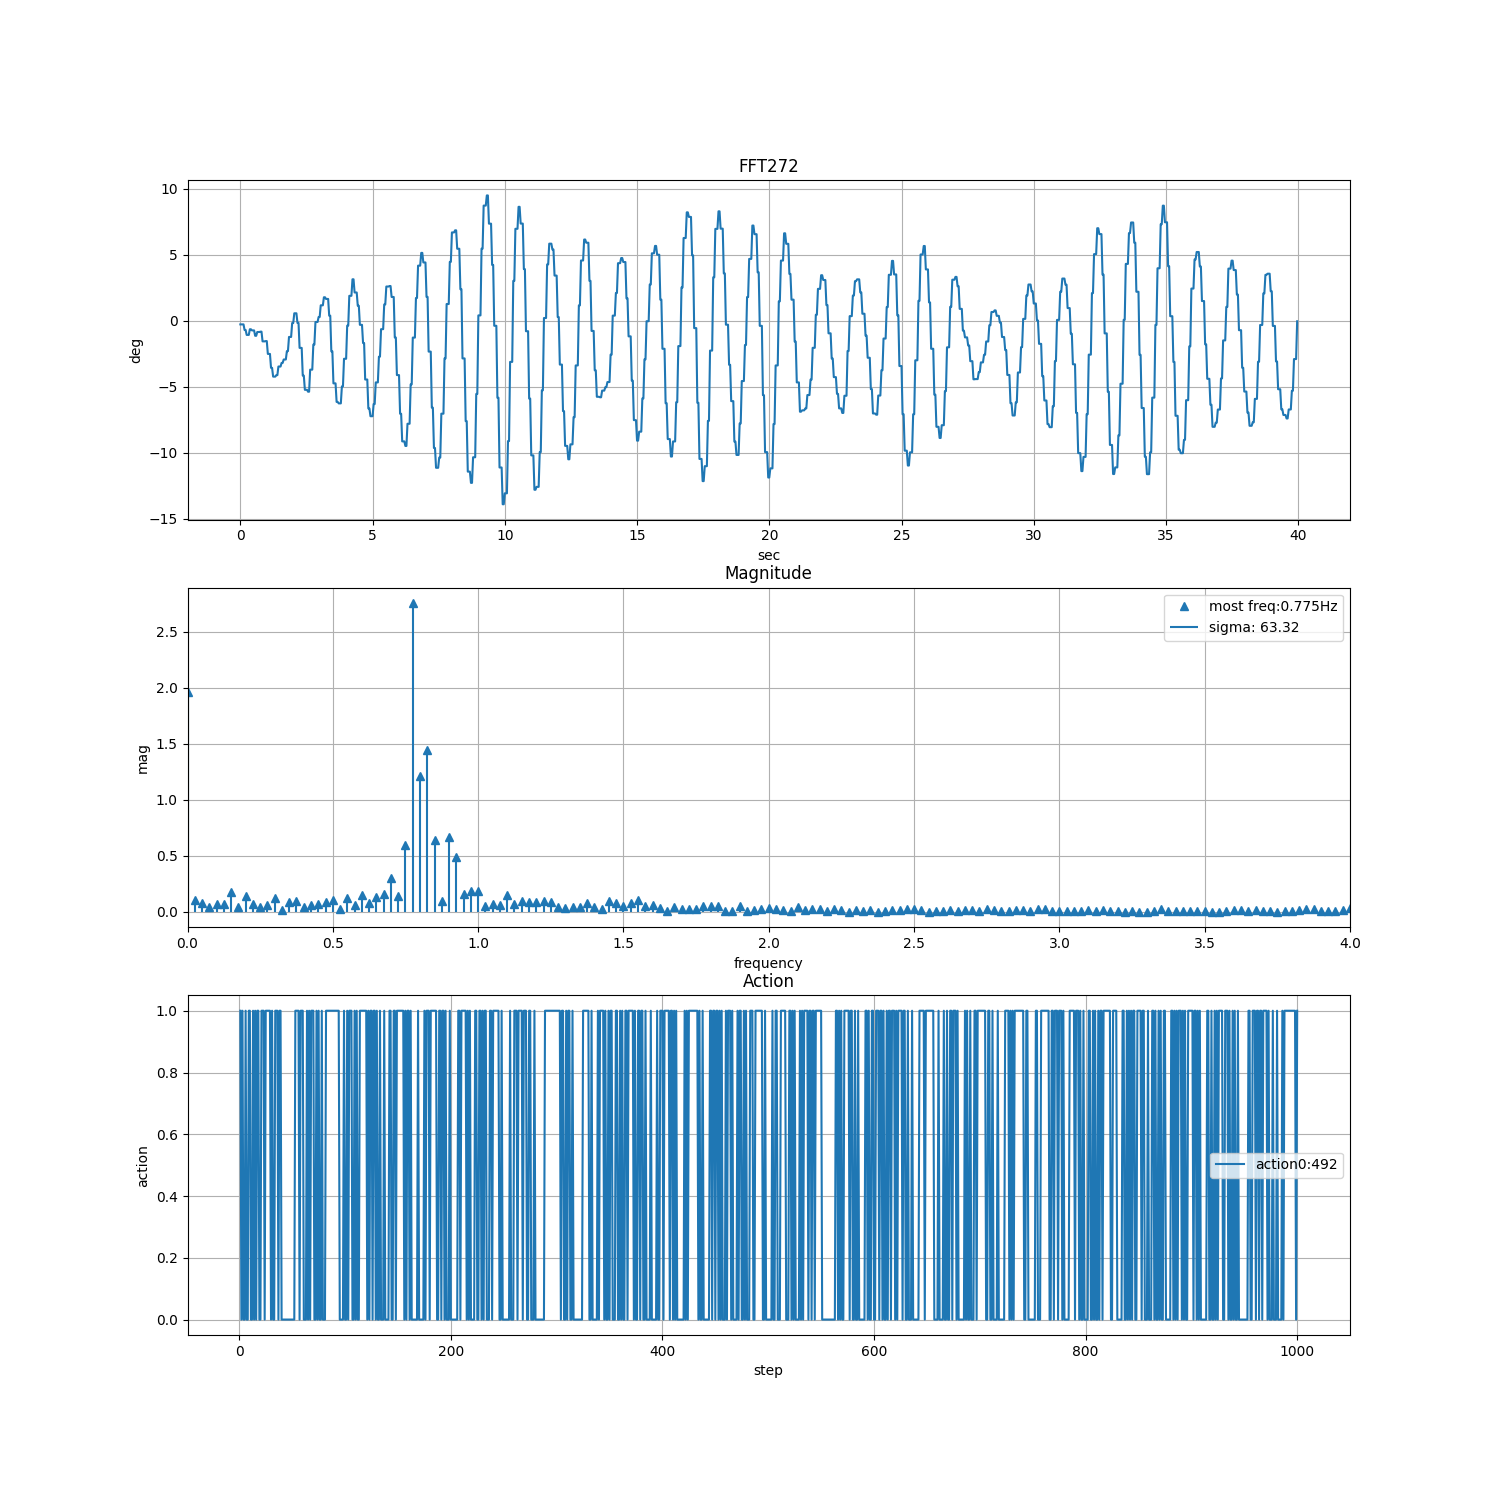 FFT272
10
5
0
−5
−10
−15
deg
0 5 10 15 20 25 30 35 40
sec
Magnitude
most freq:0.775Hz
sigma: 63.32
2.5
2.0
1.5
1.0
0.5
0.0
mag
0.0 0.5 1.0 1.5 2.0 2.5 3.0 3.5 4.0
frequency
Action
1.0
0.8
0.6
0.4
0.2
0.0
action
action0:492
0 200 400 600 800 1000
step